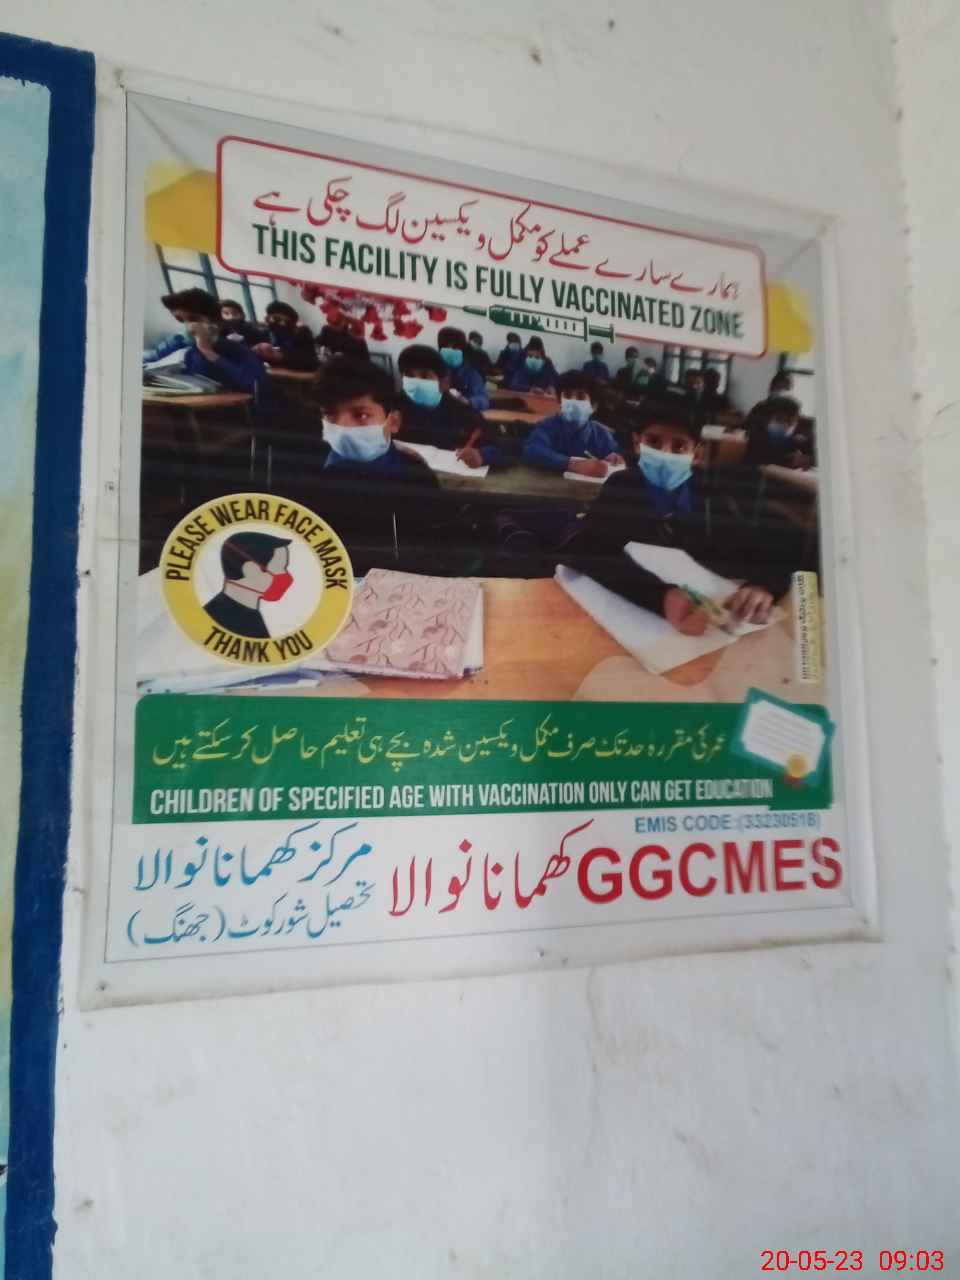 ہمارے سارے عملے کو مکمل ویکسین لگ چکی ہے
THIS FACILITY IS FULLY VACCINATED ZONE
PLEASE WEAR FACE MASK
THANK YOU
عمر کی مقررہ حد تک صرف مکمل ویکسین شدہ بچے ہی تعلیم حاصل کر سکتے ہیں
CHILDREN OF SPECIFIED AGE WITH VACCINATION ONLY CAN GET EDUCATION
EMIS CODE:(33230518)
GGCMES کھمانانوالا
مرکز کھمانانوالا
تحصیل شورکوٹ (جھنگ)
20-05-23 09:03